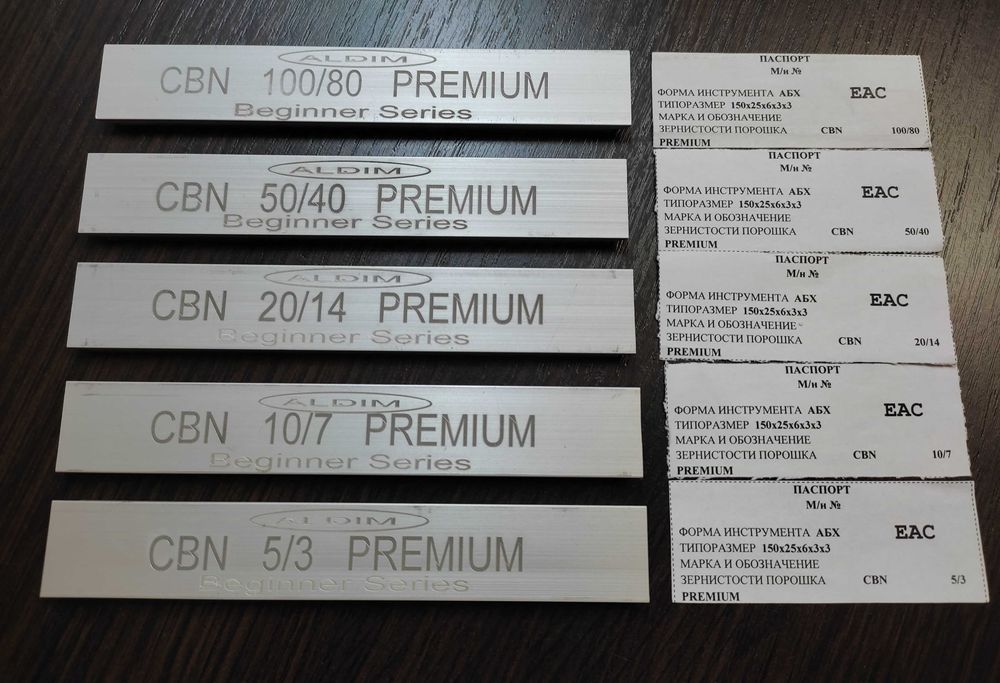 ALDIM
CBN 100/80 PREMIUM
Beginner Series
ПАСПОРТ
М/и №
ФОРМА ИНСТРУМЕНТА АБХ EAC
ТИПОРАЗМЕР 150x25x6x3x3
МАРКА И ОБОЗНАЧЕНИЕ
ЗЕРНИСТОСТИ ПОРОШКА CBN 100/80
PREMIUM
ALDIM
CBN 50/40 PREMIUM
Beginner Series
ПАСПОРТ
М/и №
ФОРМА ИНСТРУМЕНТА АБХ EAC
ТИПОРАЗМЕР 150x25x6x3x3
МАРКА И ОБОЗНАЧЕНИЕ
ЗЕРНИСТОСТИ ПОРОШКА CBN 50/40
PREMIUM
ALDIM
CBN 20/14 PREMIUM
Beginner Series
ПАСПОРТ
М/и №
ФОРМА ИНСТРУМЕНТА АБХ EAC
ТИПОРАЗМЕР 150x25x6x3x3
МАРКА И ОБОЗНАЧЕНИЕ
ЗЕРНИСТОСТИ ПОРОШКА CBN 20/14
PREMIUM
ALDIM
CBN 10/7 PREMIUM
Beginner Series
ПАСПОРТ
М/и №
ФОРМА ИНСТРУМЕНТА АБХ EAC
ТИПОРАЗМЕР 150x25x6x3x3
МАРКА И ОБОЗНАЧЕНИЕ
ЗЕРНИСТОСТИ ПОРОШКА CBN 10/7
PREMIUM
ALDIM
CBN 5/3 PREMIUM
Beginner Series
ПАСПОРТ
М/и №
ФОРМА ИНСТРУМЕНТА АБХ EAC
ТИПОРАЗМЕР 150x25x6x3x3
МАРКА И ОБОЗНАЧЕНИЕ
ЗЕРНИСТОСТИ ПОРОШКА CBN 5/3
PREMIUM